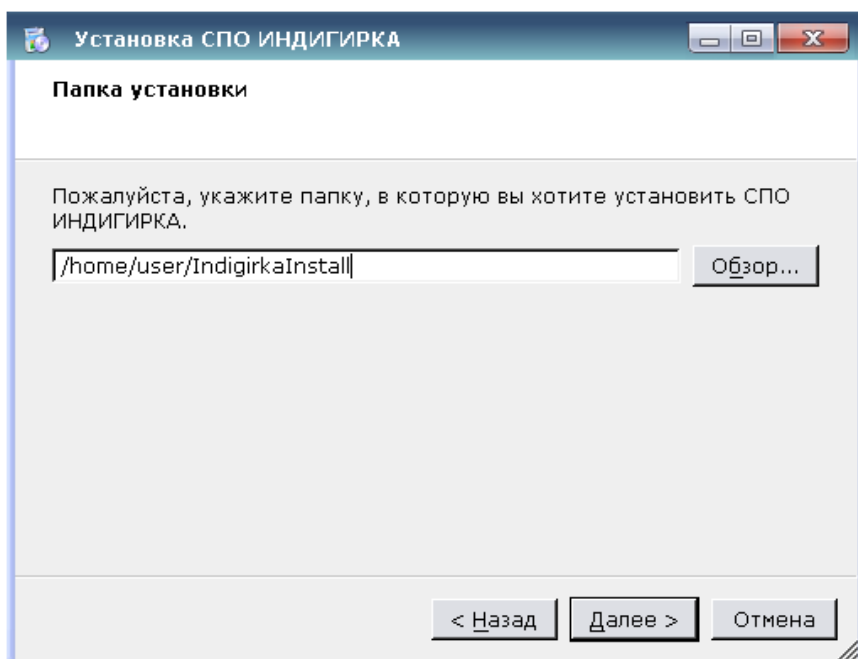 Установка СПО ИНДИГИРКА
Папка установки
Пожалуйста, укажите папку, в которую вы хотите установить СПО
ИНДИГИРКА.
/home/user/IndigirkaInstall
Обзор...
< Назад
Далее >
Отмена